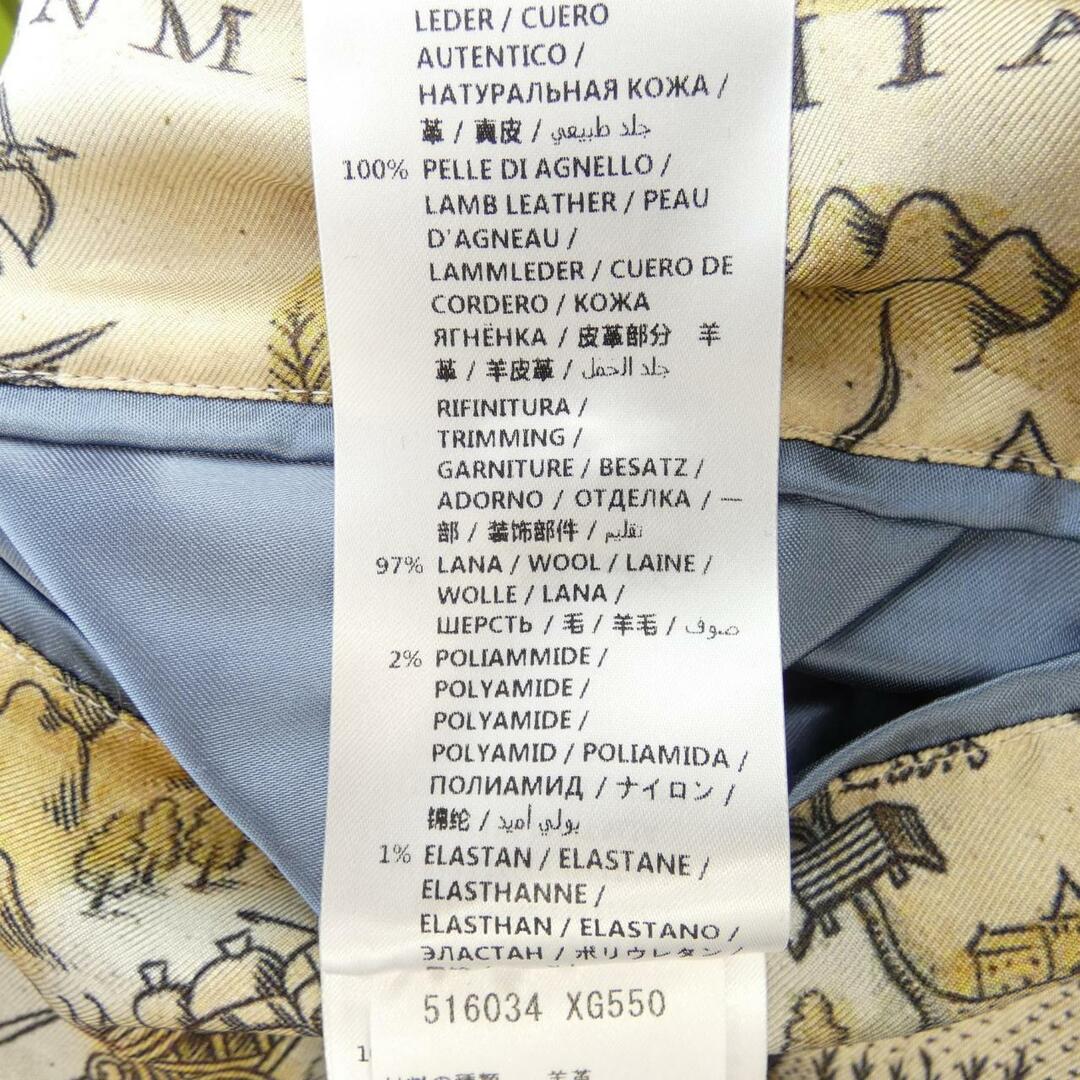 LEDER / CUERO
AUTENTICO /
НАТУРАЛЬНАЯ КОЖА /
革 / 真皮 / جلد طبيعي
100% PELLE DI AGNELLO /
LAMB LEATHER / PEAU
D'AGNEAU /
LAMMLEDER / CUERO DE
CORDERO / КОЖА
ЯГНЁНКА / 皮革部分 羊
革 / 羊皮革 / جلد الحمل
RIFINITURA /
TRIMMING /
GARNITURE / BESATZ /
ADORNO / ОТДЕЛКА / 一
部 / 装饰部件 / تقليم
97% LANA / WOOL / LAINE /
WOLLE / LANA /
ШЕРСТЬ / 毛 / 羊毛 / صوف
2% POLIAMMIDE /
POLYAMIDE /
POLYAMIDE /
POLYAMID / POLIAMIDA /
ПОЛИАМИД / ナイロン /
锦纶 / بولي أميد
1% ELASTAN / ELASTANE /
ELASTHANNE /
ELASTHAN / ELASTANO /
ЭЛАСТАН / ポリウレタン /
516034 XG550